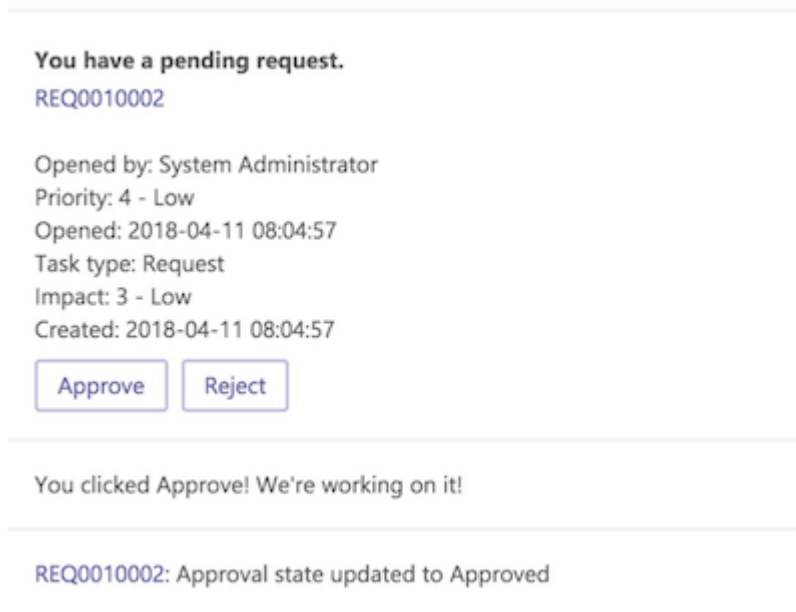 You have a pending request.
REQ0010002
Opened by: System Administrator
Priority: 4 - Low
Opened: 2018-04-11 08:04:57
Task type: Request
Impact: 3 - Low
Created: 2018-04-11 08:04:57
Approve Reject
You clicked Approve! We're working on it!
REQ0010002: Approval state updated to Approved